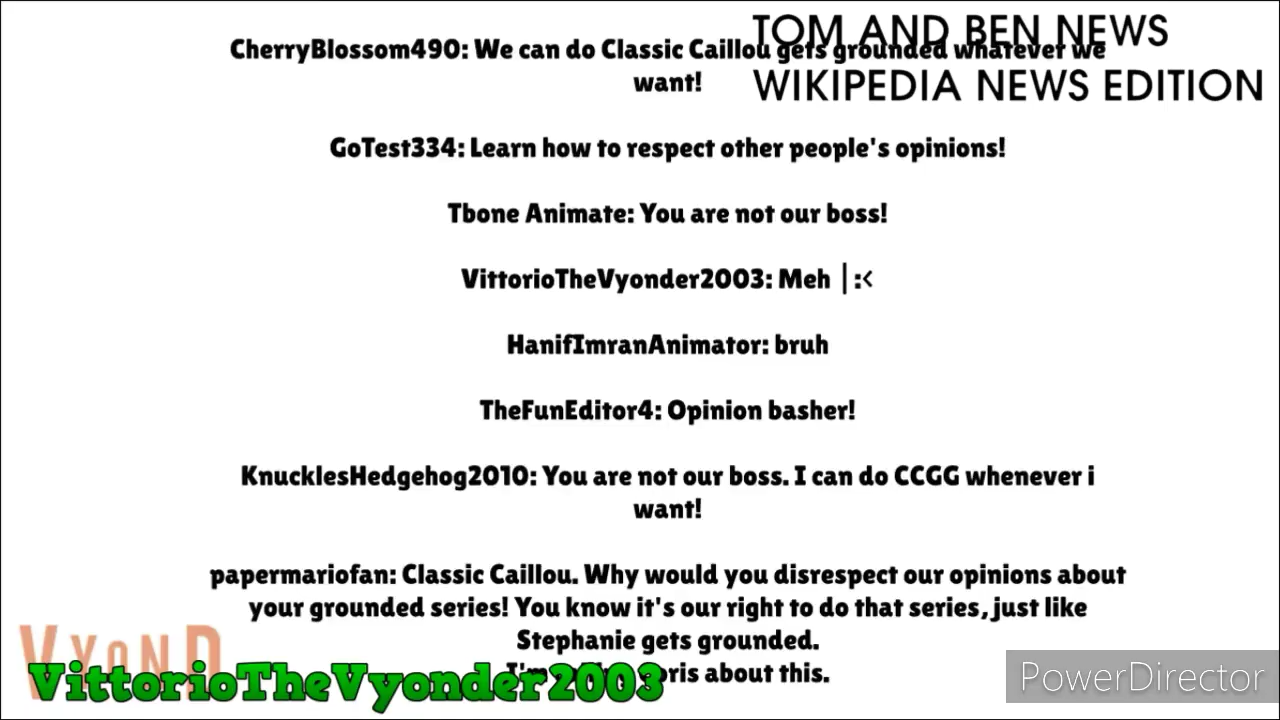 TOM AND BEN NEWS
WIKIPEDIA NEWS EDITION
CherryBlossom490: We can do Classic Caillou gets grounded whatever we
want!
GoTest334: Learn how to respect other people's opinions!
Tbone Animate: You are not our boss!
VittorioTheVyonder2003: Meh |:<
HanifImranAnimator: bruh
TheFunEditor4: Opinion basher!
KnucklesHedgehog2010: You are not our boss. I can do CCGG whenever i
want!
papermariofan: Classic Caillou. Why would you disrespect our opinions about
your grounded series! You know it's our right to do that series, just like
Stephanie gets grounded.
about this.
VYOND
VittorioTheVyonder2003
PowerDirector